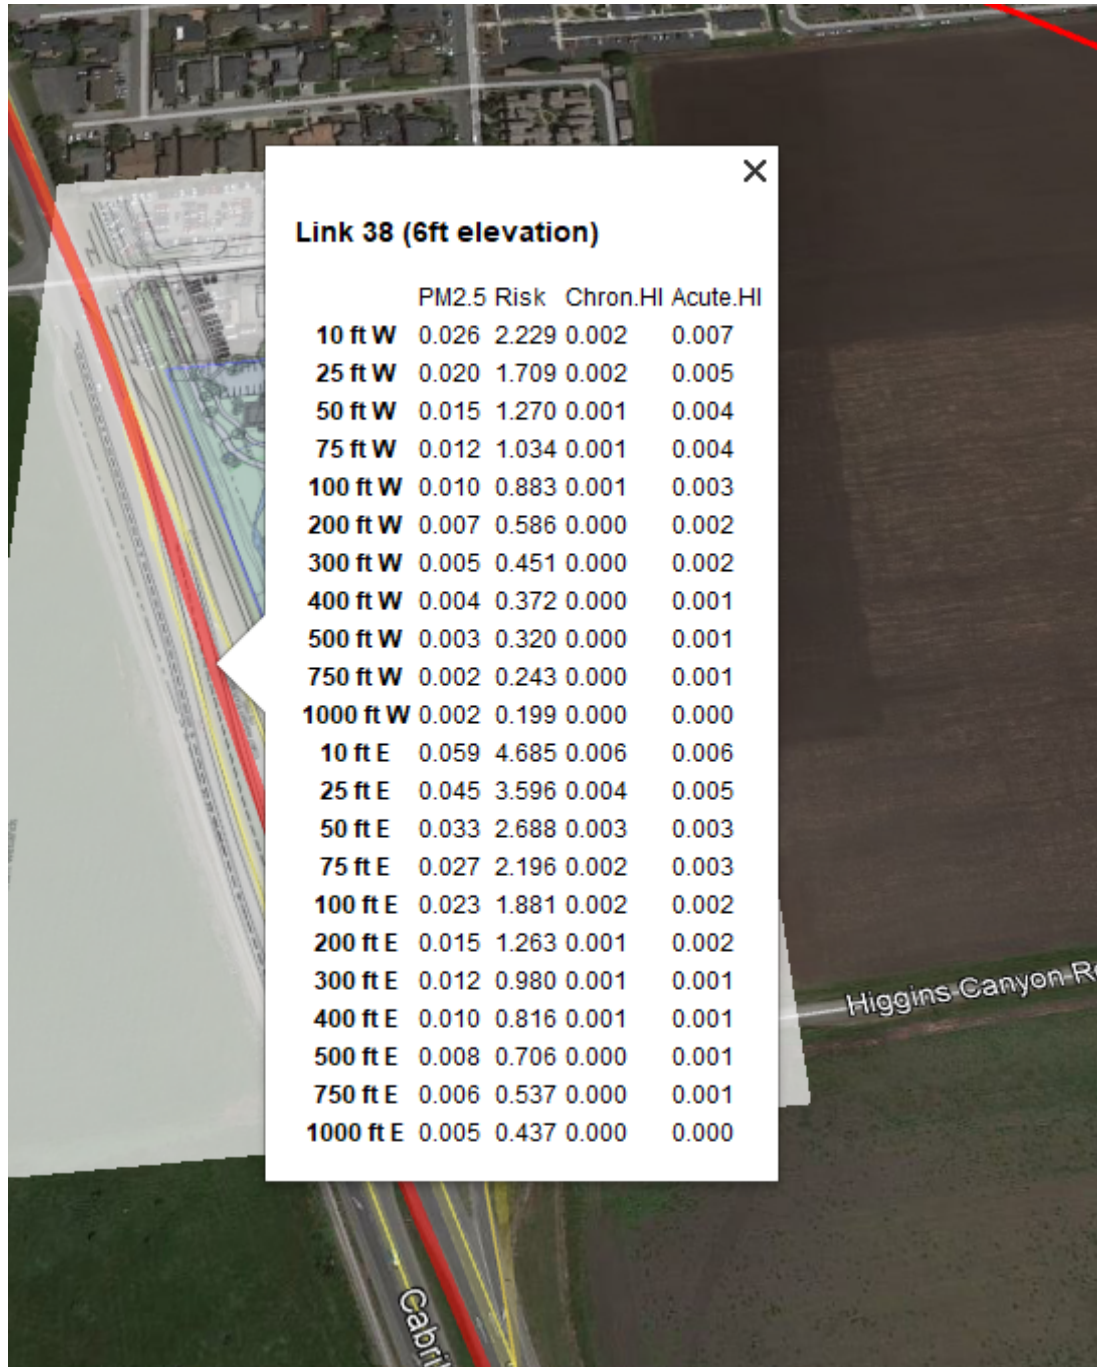 Link 38 (6ft elevation)
PM2.5 Risk Chron.HI Acute.HI
10 ft W 0.026 2.229 0.002 0.007
25 ft W 0.020 1.709 0.002 0.005
50 ft W 0.015 1.270 0.001 0.004
75 ft W 0.012 1.034 0.001 0.004
100 ft W 0.010 0.883 0.001 0.003
200 ft W 0.007 0.586 0.000 0.002
300 ft W 0.005 0.451 0.000 0.002
400 ft W 0.004 0.372 0.000 0.001
500 ft W 0.003 0.320 0.000 0.001
750 ft W 0.002 0.243 0.000 0.001
1000 ft W 0.002 0.199 0.000 0.000
10 ft E 0.059 4.685 0.006 0.006
25 ft E 0.045 3.596 0.004 0.005
50 ft E 0.033 2.688 0.003 0.003
75 ft E 0.027 2.196 0.002 0.003
100 ft E 0.023 1.881 0.002 0.002
200 ft E 0.015 1.263 0.001 0.002
300 ft E 0.012 0.980 0.001 0.001
400 ft E 0.010 0.816 0.001 0.001
500 ft E 0.008 0.706 0.000 0.001
750 ft E 0.006 0.537 0.000 0.001
1000 ft E 0.005 0.437 0.000 0.000
Higgins Canyon R
Cabri